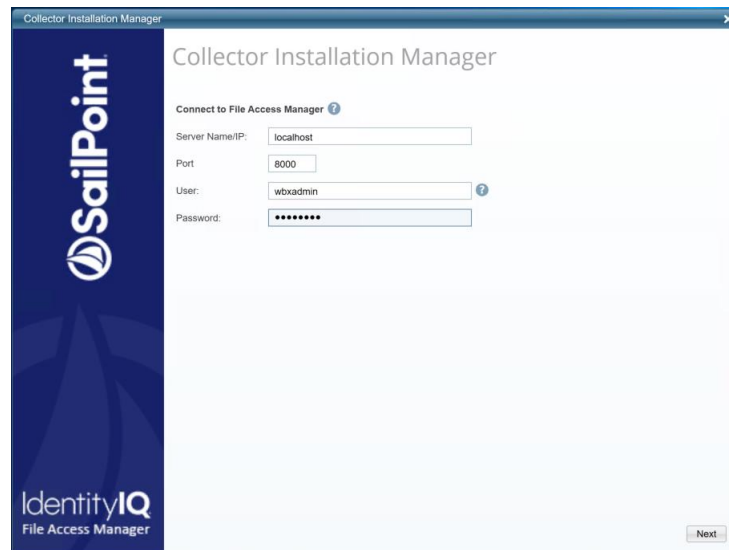 Collector Installation Manager
SailPoint
Collector Installation Manager
Connect to File Access Manager ?
Server Name/IP: localhost
Port 8000
User: wbxadmin ?
Password: ••••••••
IdentityIQ
File Access Manager
Next